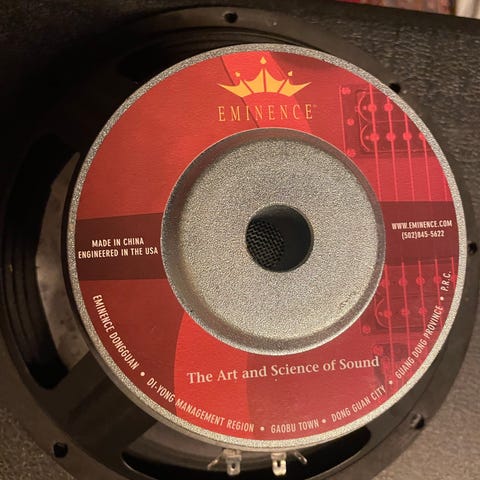 EMINENCE™
MADE IN CHINA
ENGINEERED IN THE USA
WWW.EMINENCE.COM
(502)845-5622
The Art and Science of Sound
EMINENCE DONGGUAN • DI-YONG MANAGEMENT REGION • GAOBU TOWN • DONG GUAN CITY • GUANG DONG PROVINCE • P.R.C.